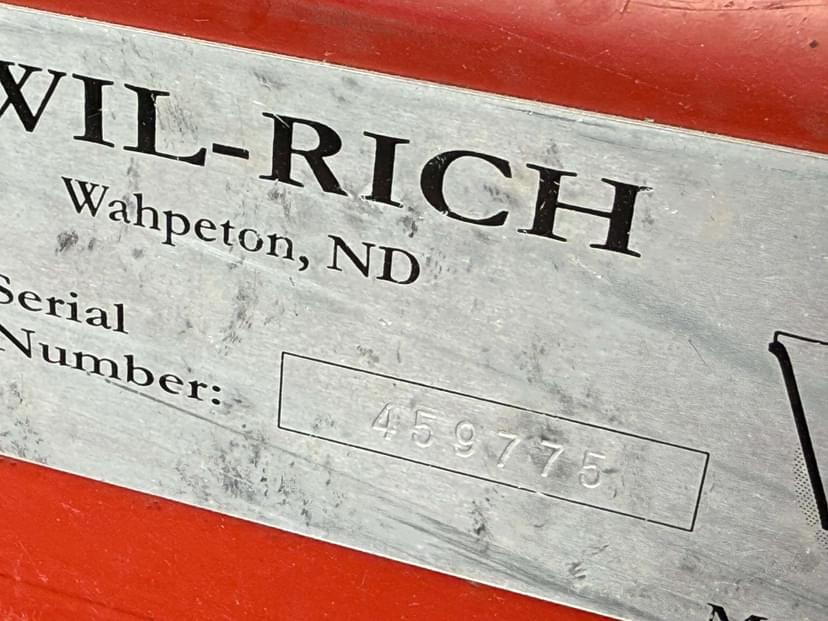 WIL-RICH
Wahpeton, ND
Serial
Number:
459775